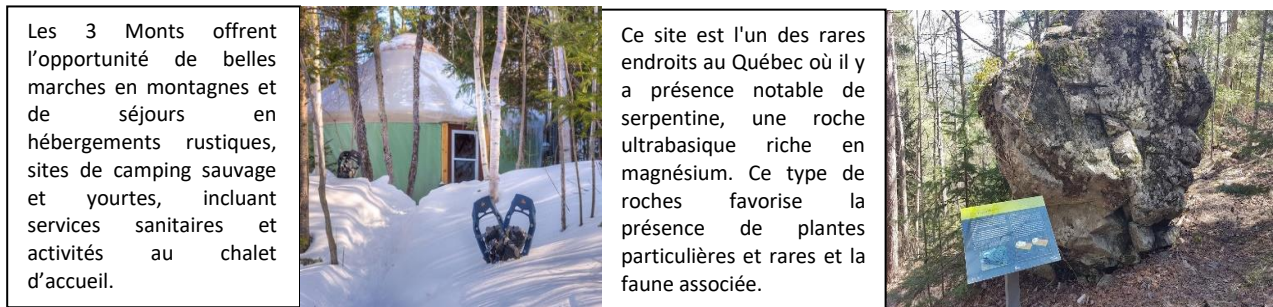 Les 3 Monts offrent
l’opportunité de belles
marches en montagnes et
de séjours en
hébergements rustiques,
sites de camping sauvage
et yourtes, incluant
services sanitaires et
activités au chalet
d’accueil.
Ce site est l'un des rares
endroits au Québec où il y
a présence notable de
serpentine, une roche
ultrabasique riche en
magnésium. Ce type de
roches favorise la
présence de plantes
particulières et rares et la
faune associée.